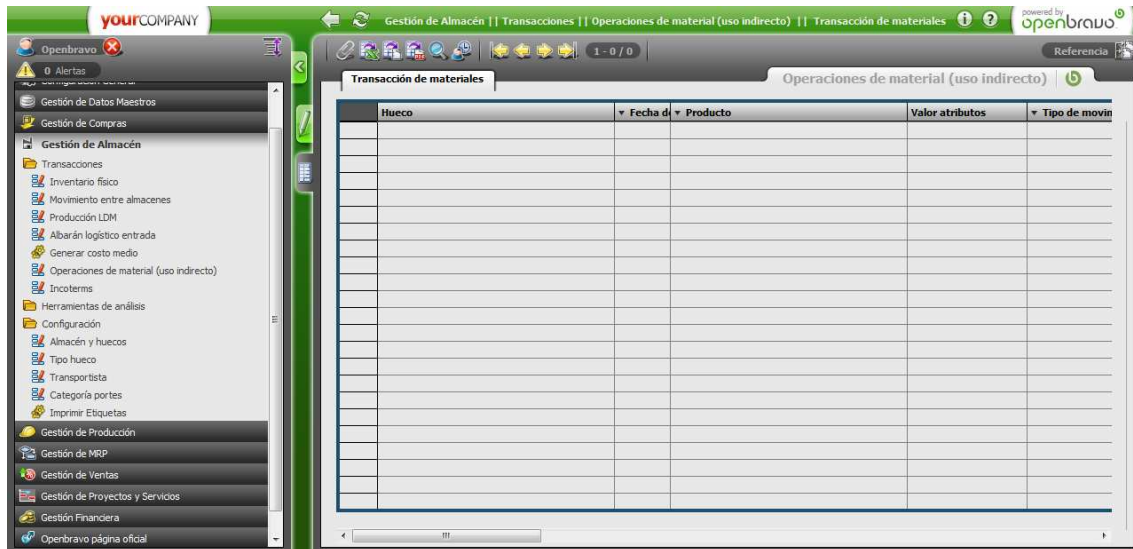 yourCOMPANY
Gestión de Almacén || Transacciones || Operaciones de material (uso indirecto) || Transacción de materiales
powered by
openbravo
Openbravo
0 Alertas
1 - 0 / 0
Referencia
Configuración General
Gestión de Datos Maestros
Gestión de Compras
Gestión de Almacén
Transacciones
Inventario físico
Movimiento entre almacenes
Producción LDM
Albarán logístico entrada
Generar costo medio
Operaciones de material (uso indirecto)
Incoterms
Herramientas de análisis
Configuración
Almacén y huecos
Tipo hueco
Transportista
Categoría portes
Imprimir Etiquetas
Gestión de Producción
Gestión de MRP
Gestión de Ventas
Gestión de Proyectos y Servicios
Gestión Financiera
Openbravo página oficial
Transacción de materiales
Operaciones de material (uso indirecto)
Hueco Fecha de Producto Valor atributos Tipo de movin